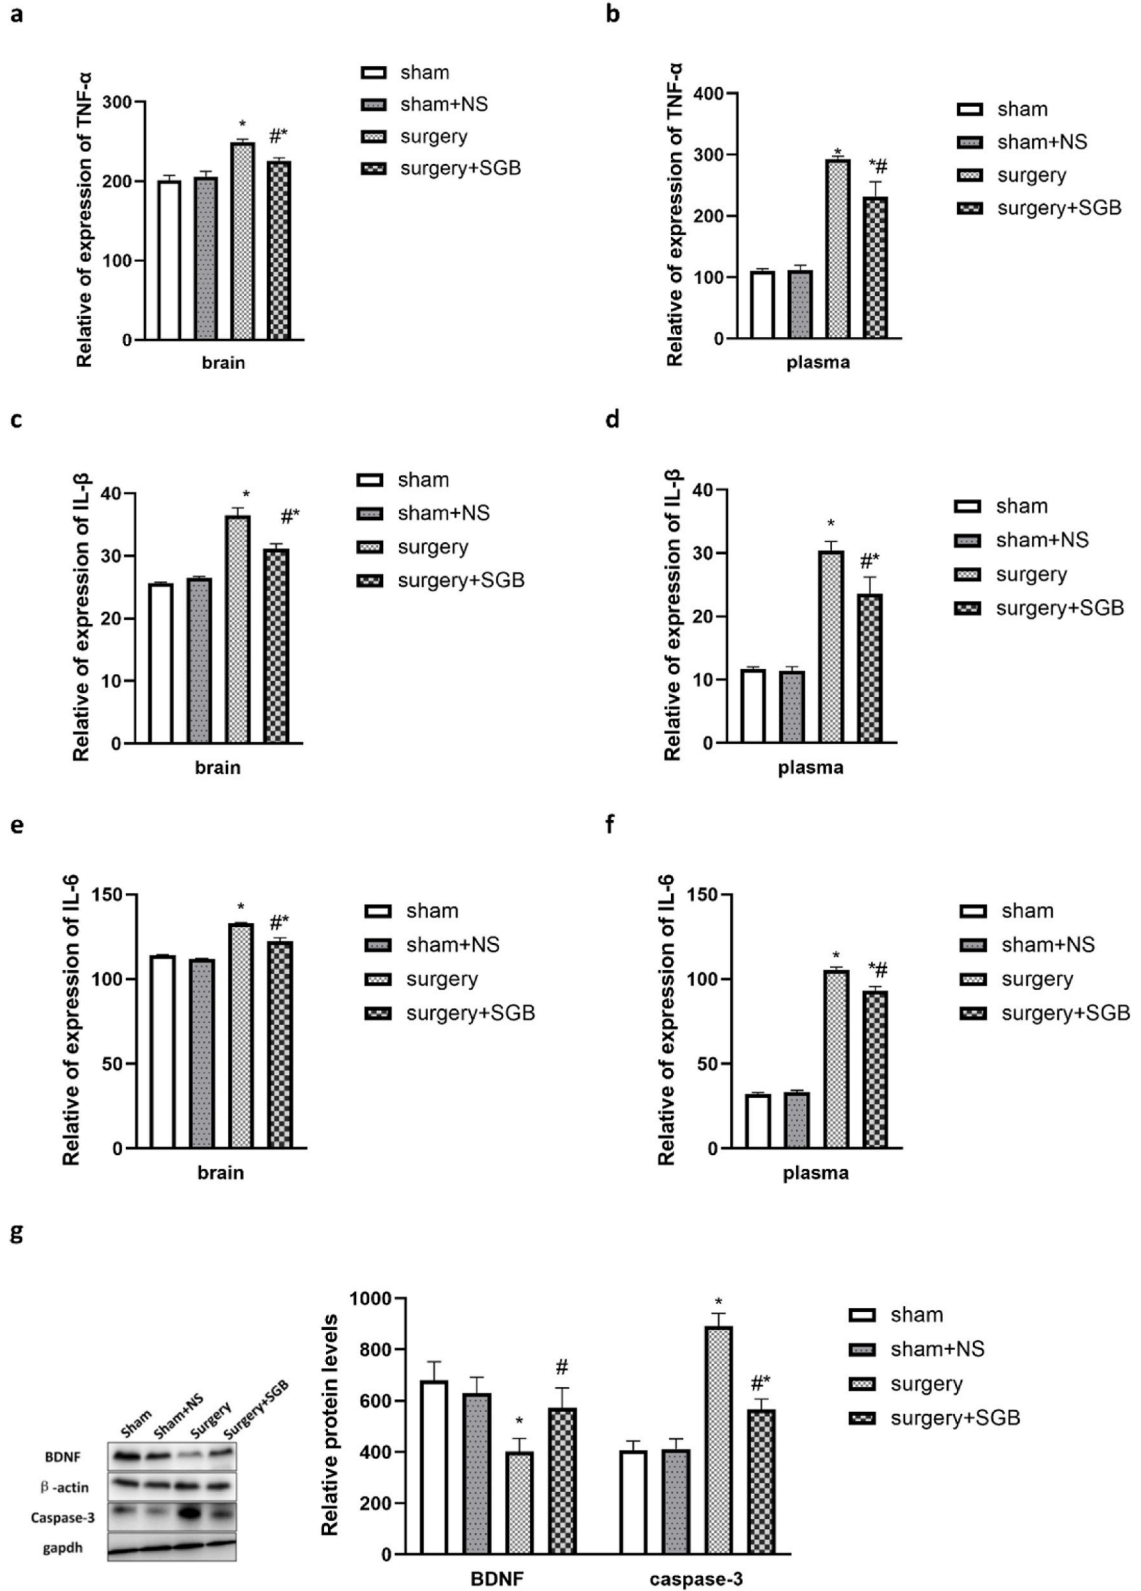 a
Relative of expression of TNF-α
300
200
100
0
*
#*
brain
sham
sham+NS
surgery
surgery+SGB
b
Relative of expression of TNF-α
400
300
200
100
0
*
*#
plasma
sham
sham+NS
surgery
surgery+SGB
c
Relative of expression of IL-β
40
30
20
10
0
*
#*
brain
sham
sham+NS
surgery
surgery+SGB
d
Relative of expression of IL-β
40
30
20
10
0
*
#*
plasma
sham
sham+NS
surgery
surgery+SGB
e
Relative of expression of IL-6
150
100
50
0
*
#*
brain
sham
sham+NS
surgery
surgery+SGB
f
Relative of expression of IL-6
150
100
50
0
*
*#
plasma
sham
sham+NS
surgery
surgery+SGB
g
Sham
Sham+NS
Surgery
Surgery+SGB
BDNF
β-actin
Caspase-3
gapdh
Relative protein levels
1000
800
600
400
200
0
*
#
*
#*
BDNF
caspase-3
sham
sham+NS
surgery
surgery+SGB